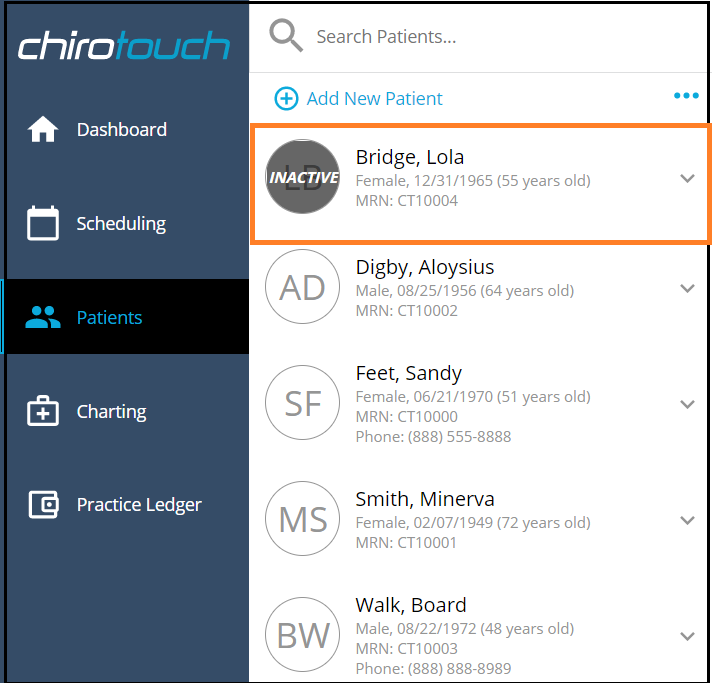 chirotouch
Dashboard
Scheduling
Patients
Charting
Practice Ledger
Search Patients...
Add New Patient
LB
INACTIVE
Bridge, Lola
Female, 12/31/1965 (55 years old)
MRN: CT10004
AD
Digby, Aloysius
Male, 08/25/1956 (64 years old)
MRN: CT10002
SF
Feet, Sandy
Female, 06/21/1970 (51 years old)
MRN: CT10000
Phone: (888) 555-8888
MS
Smith, Minerva
Female, 02/07/1949 (72 years old)
MRN: CT10001
BW
Walk, Board
Male, 08/22/1972 (48 years old)
MRN: CT10003
Phone: (888) 888-8989